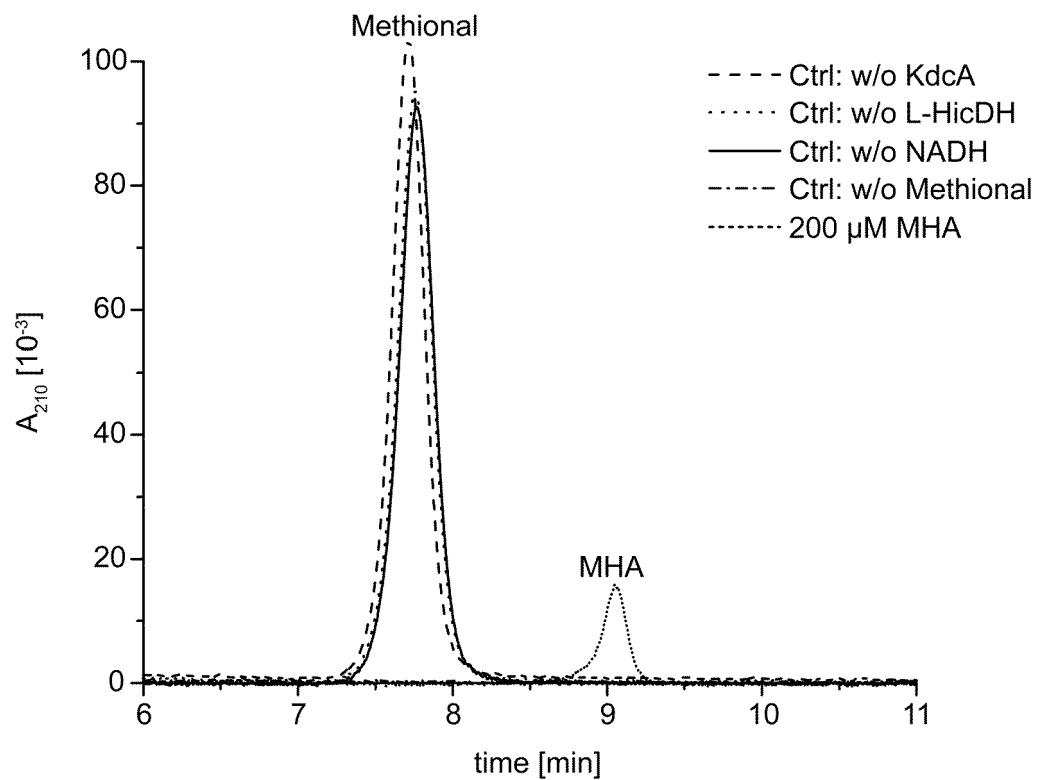 Methional
Ctrl: w/o KdcA
Ctrl: w/o L-HicDH
Ctrl: w/o NADH
Ctrl: w/o Methional
200 µM MHA
MHA
100
80
60
40
20
0
A₂₁₀ [10⁻³]
6 7 8 9 10 11
time [min]